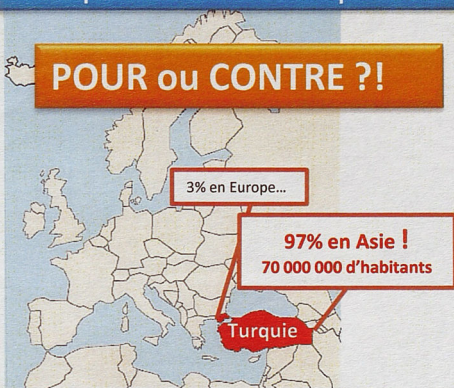 POUR ou CONTRE ?!
3% en Europe...
97% en Asie !
70 000 000 d'habitants
Turquie